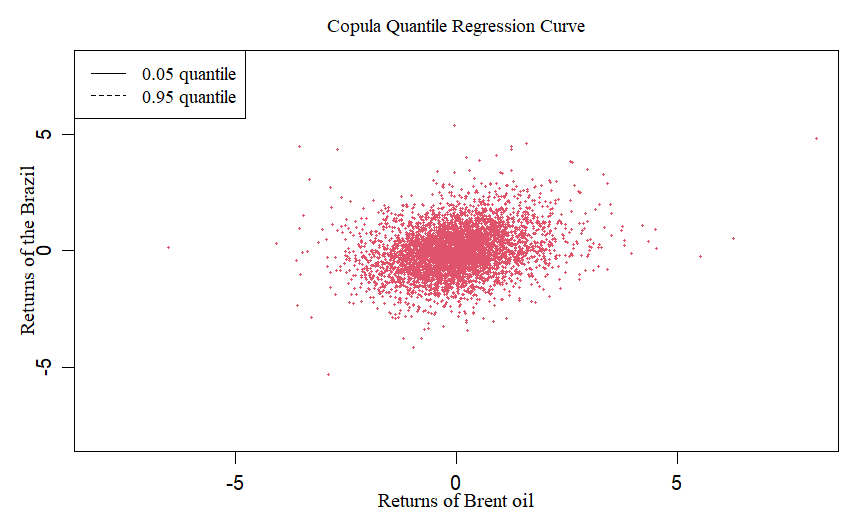 Copula Quantile Regression Curve
0.05 quantile
0.95 quantile
Returns of the Brazil
5
0
-5
-5
0
5
Returns of Brent oil